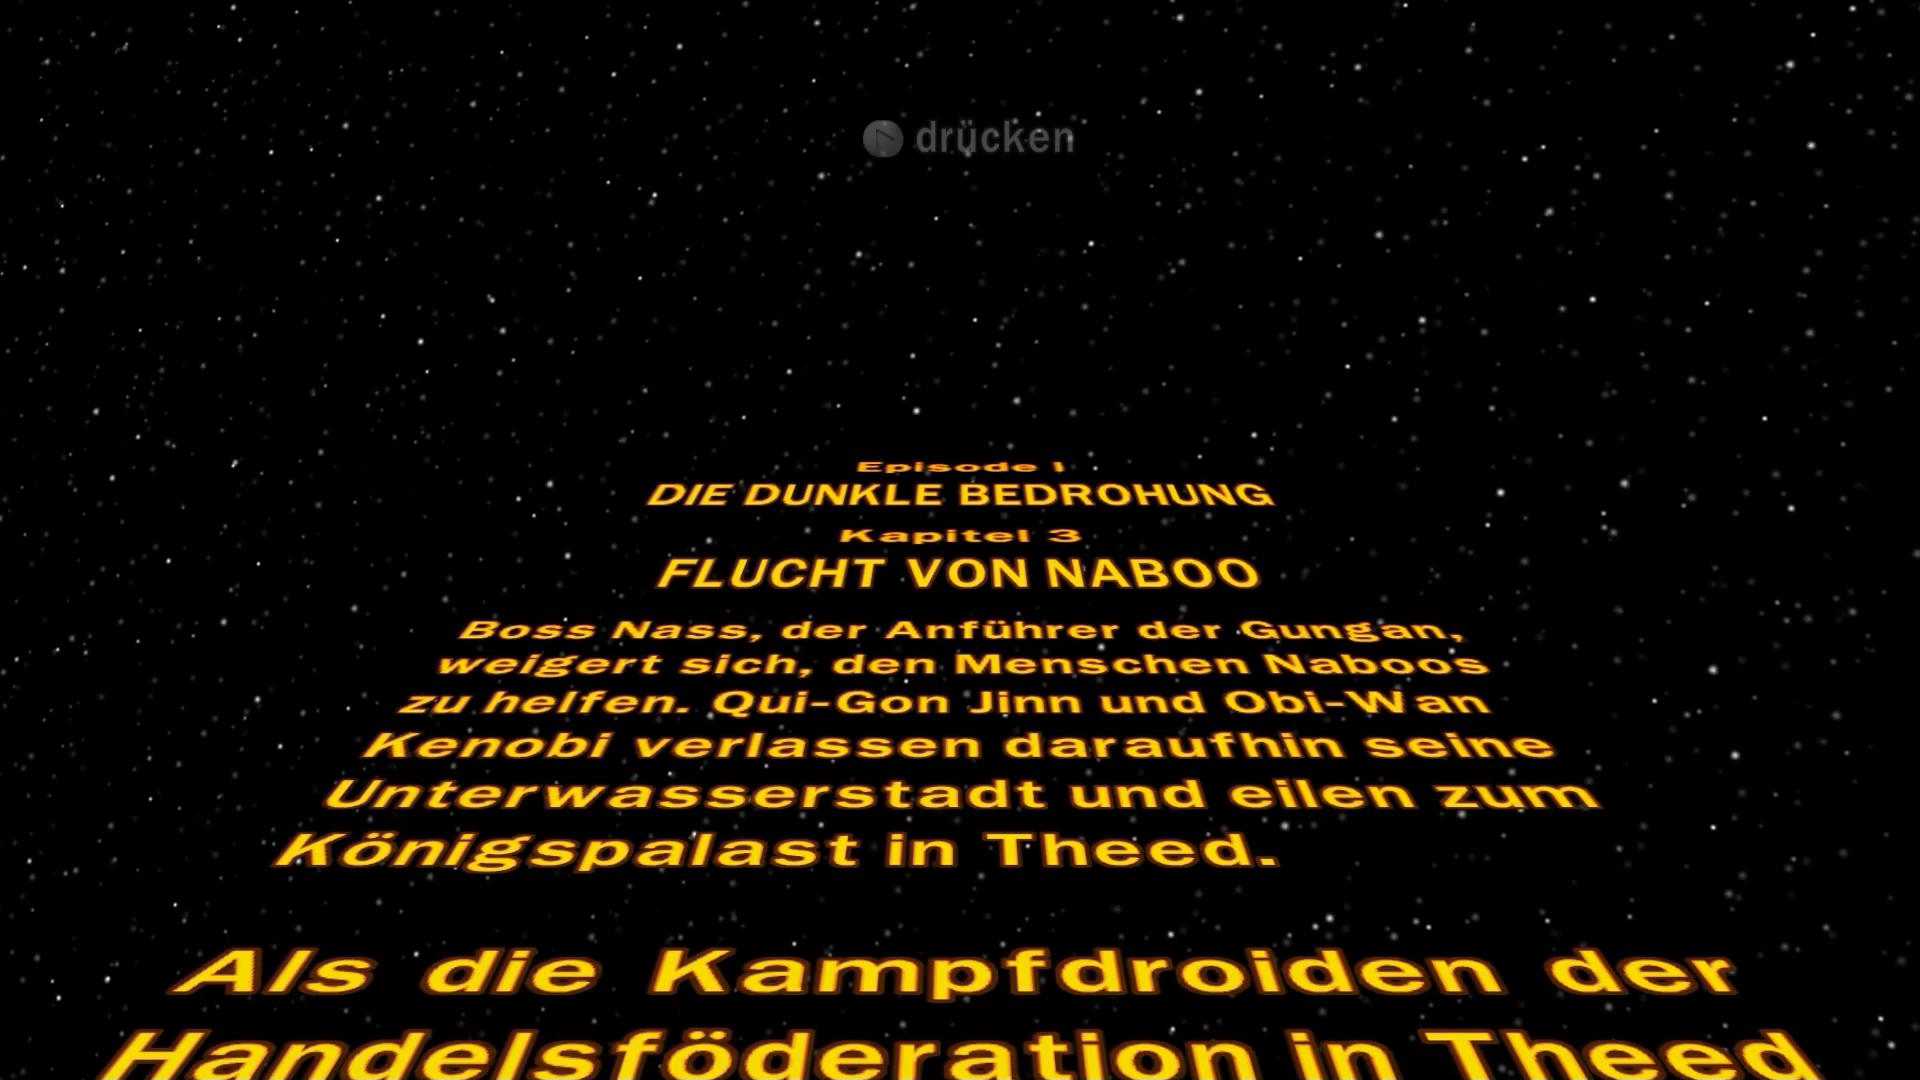 drücken
Episode I
DIE DUNKLE BEDROHUNG
Kapitel 3
FLUCHT VON NABOO
Boss Nass, der Anführer der Gungan,
weigert sich, den Menschen Naboos
zu helfen. Qui-Gon Jinn und Obi-Wan
Kenobi verlassen daraufhin seine
Unterwasserstadt und eilen zum
Königspalast in Theed.
Als die Kampfdroiden der
Handelsföderation in Theed